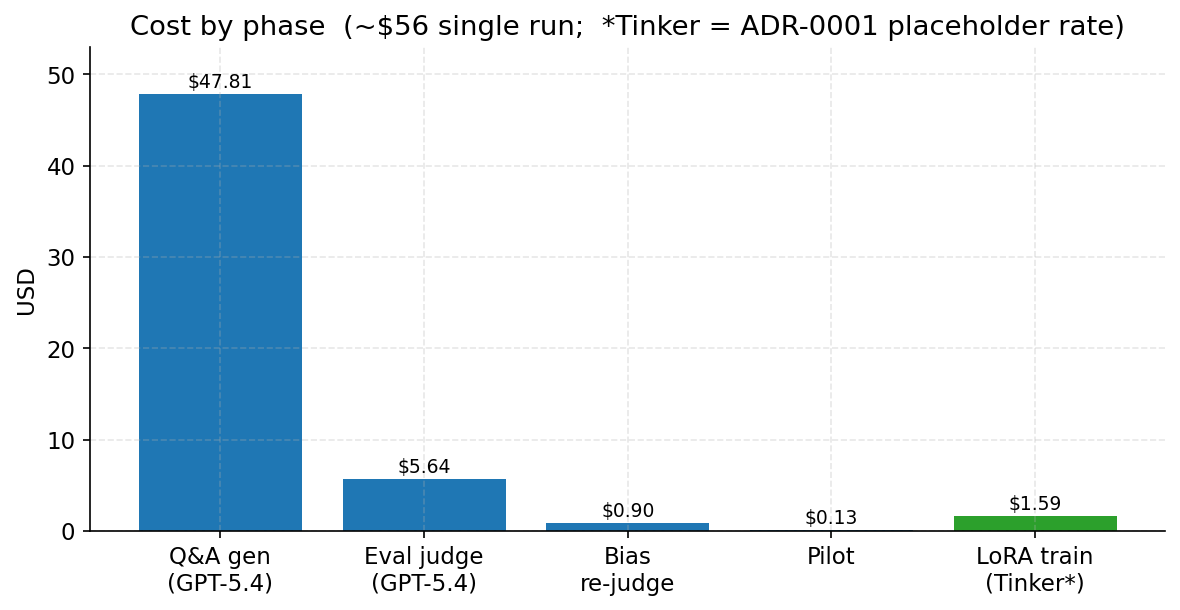 Cost by phase  (~$56 single run;  *Tinker = ADR-0001 placeholder rate)
USD
50
40
30
20
10
0
$47.81
$5.64
$0.90
$0.13
$1.59
Q&A gen
(GPT-5.4)
Eval judge
(GPT-5.4)
Bias
re-judge
Pilot
LoRA train
(Tinker*)